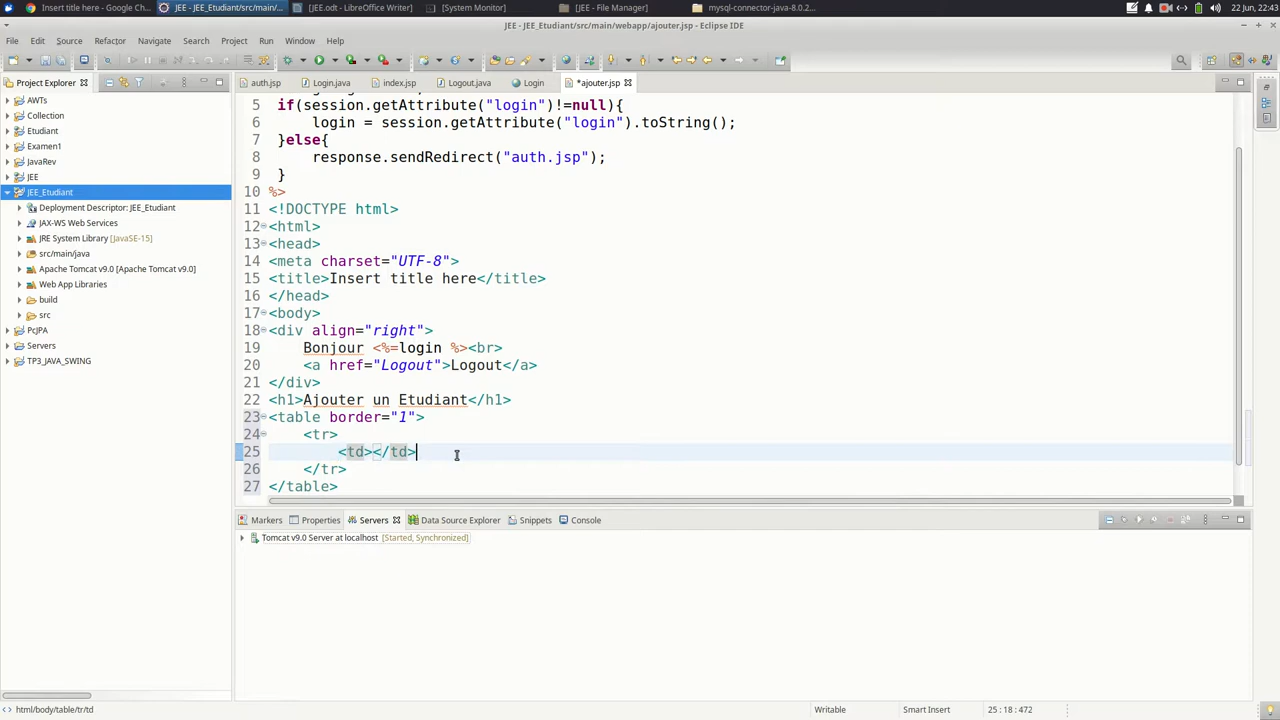 Insert title here - Google Ch...
JEE - JEE_Etudiant/src/main/...
JEE.odt - LibreOffice Writer]
[System Monitor]
[JEE - File Manager]
mysql-connector-java-8.0.2...
22 Jun, 22:43
JEE - JEE_Etudiant/src/main/webapp/ajouter.jsp - Eclipse IDE
File Edit Source Refactor Navigate Search Project Run Window Help
Project Explorer
auth.jsp Login.java index.jsp Logout.java Login *ajouter.jsp
AWTs
Collection
Etudiant
Examen1
JavaRev
JEE
JEE_Etudiant
Deployment Descriptor: JEE_Etudiant
JAX-WS Web Services
JRE System Library [JavaSE-15]
src/main/java
Apache Tomcat v9.0 [Apache Tomcat v9.0]
Web App Libraries
build
src
PcJPA
Servers
TP3_JAVA_SWING
5 if(session.getAttribute("login")!=null){
6 login = session.getAttribute("login").toString();
7 }else{
8 response.sendRedirect("auth.jsp");
9 }
10 %>
11 <!DOCTYPE html>
12 <html>
13 <head>
14 <meta charset="UTF-8">
15 <title>Insert title here</title>
16 </head>
17 <body>
18 <div align="right">
19 Bonjour <%=login %><br>
20 <a href="Logout">Logout</a>
21 </div>
22 <h1>Ajouter un Etudiant</h1>
23 <table border="1">
24 <tr>
25 <td></td>
26 </tr>
27 </table>
Markers Properties Servers Data Source Explorer Snippets Console
Tomcat v9.0 Server at localhost [Started, Synchronized]
html/body/table/tr/td
Writable
Smart Insert
25 : 18 : 472